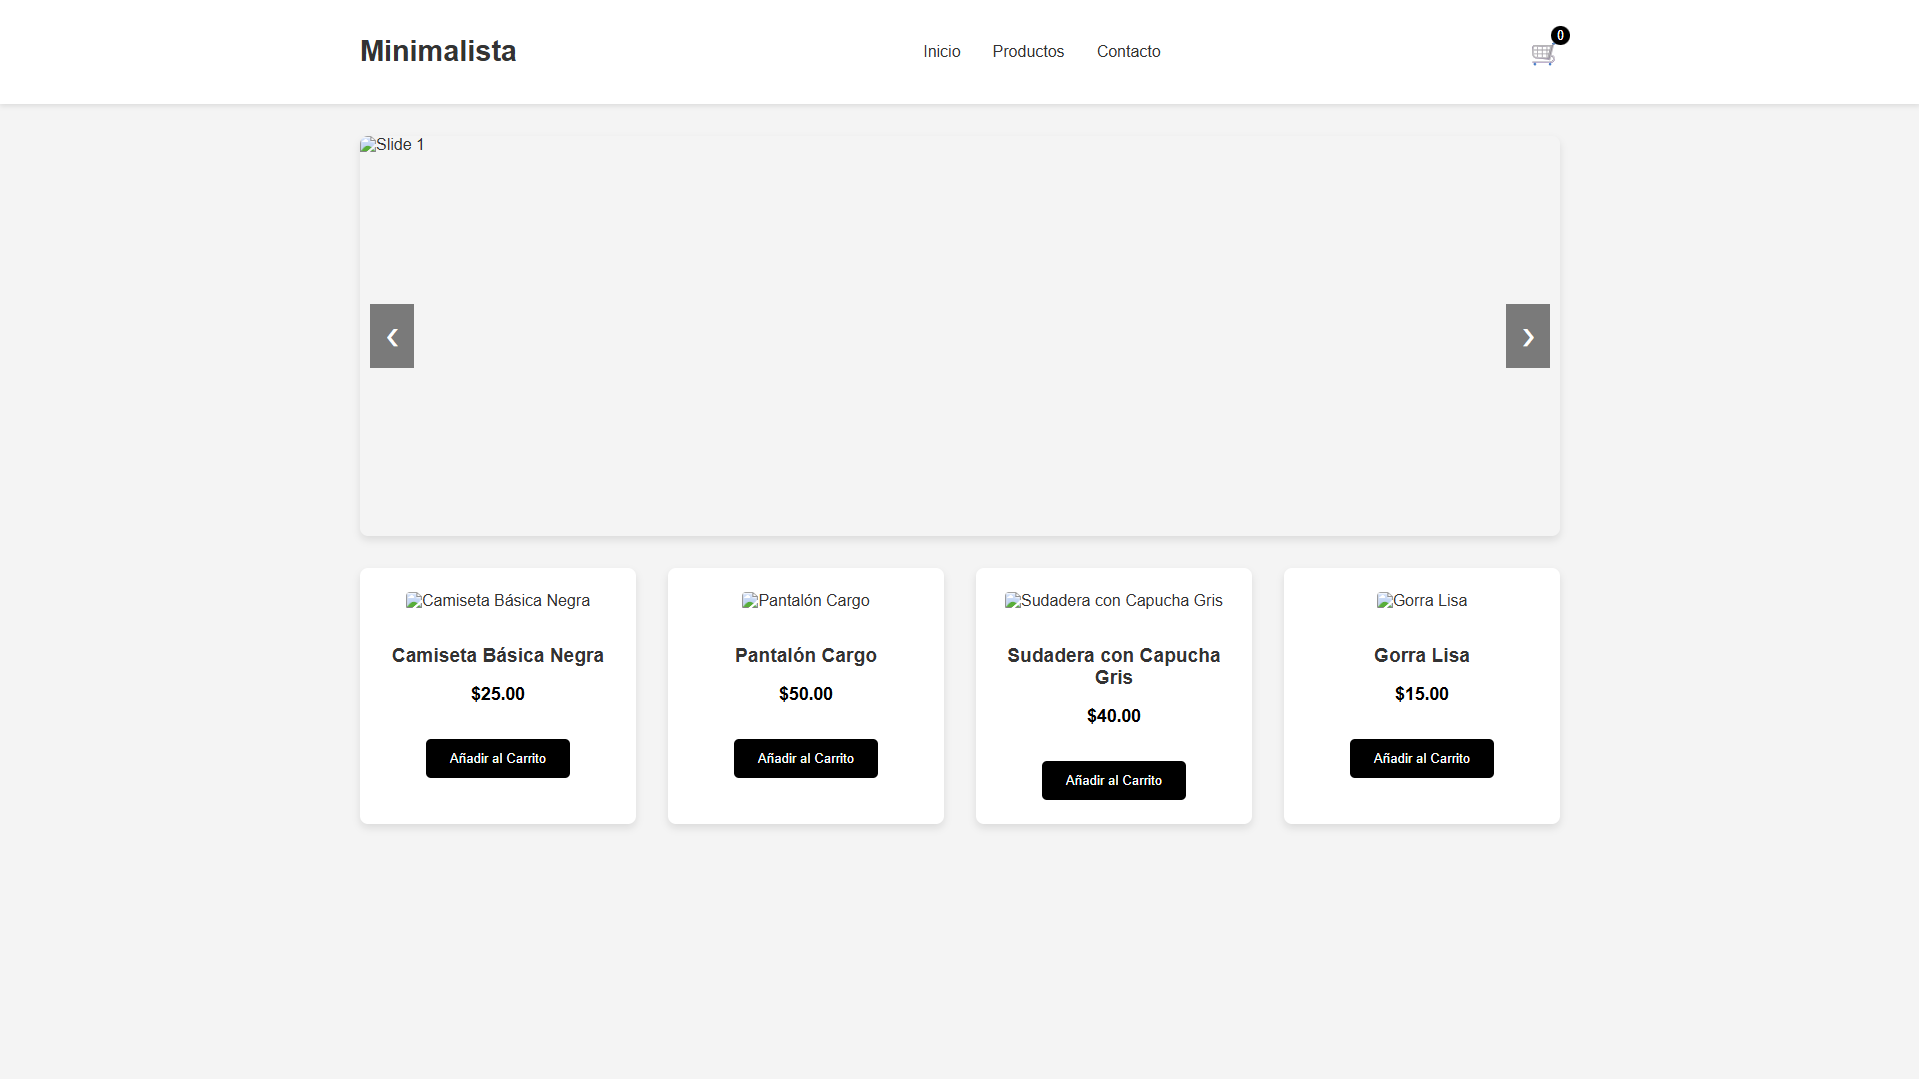 Minimalista
Inicio
Productos
Contacto
0
Slide 1
❮
❯
Camiseta Básica Negra
Pantalón Cargo
Sudadera con Capucha Gris
Gorra Lisa
Camiseta Básica Negra
$25.00
Añadir al Carrito
Pantalón Cargo
$50.00
Añadir al Carrito
Sudadera con Capucha
Gris
$40.00
Añadir al Carrito
Gorra Lisa
$15.00
Añadir al Carrito